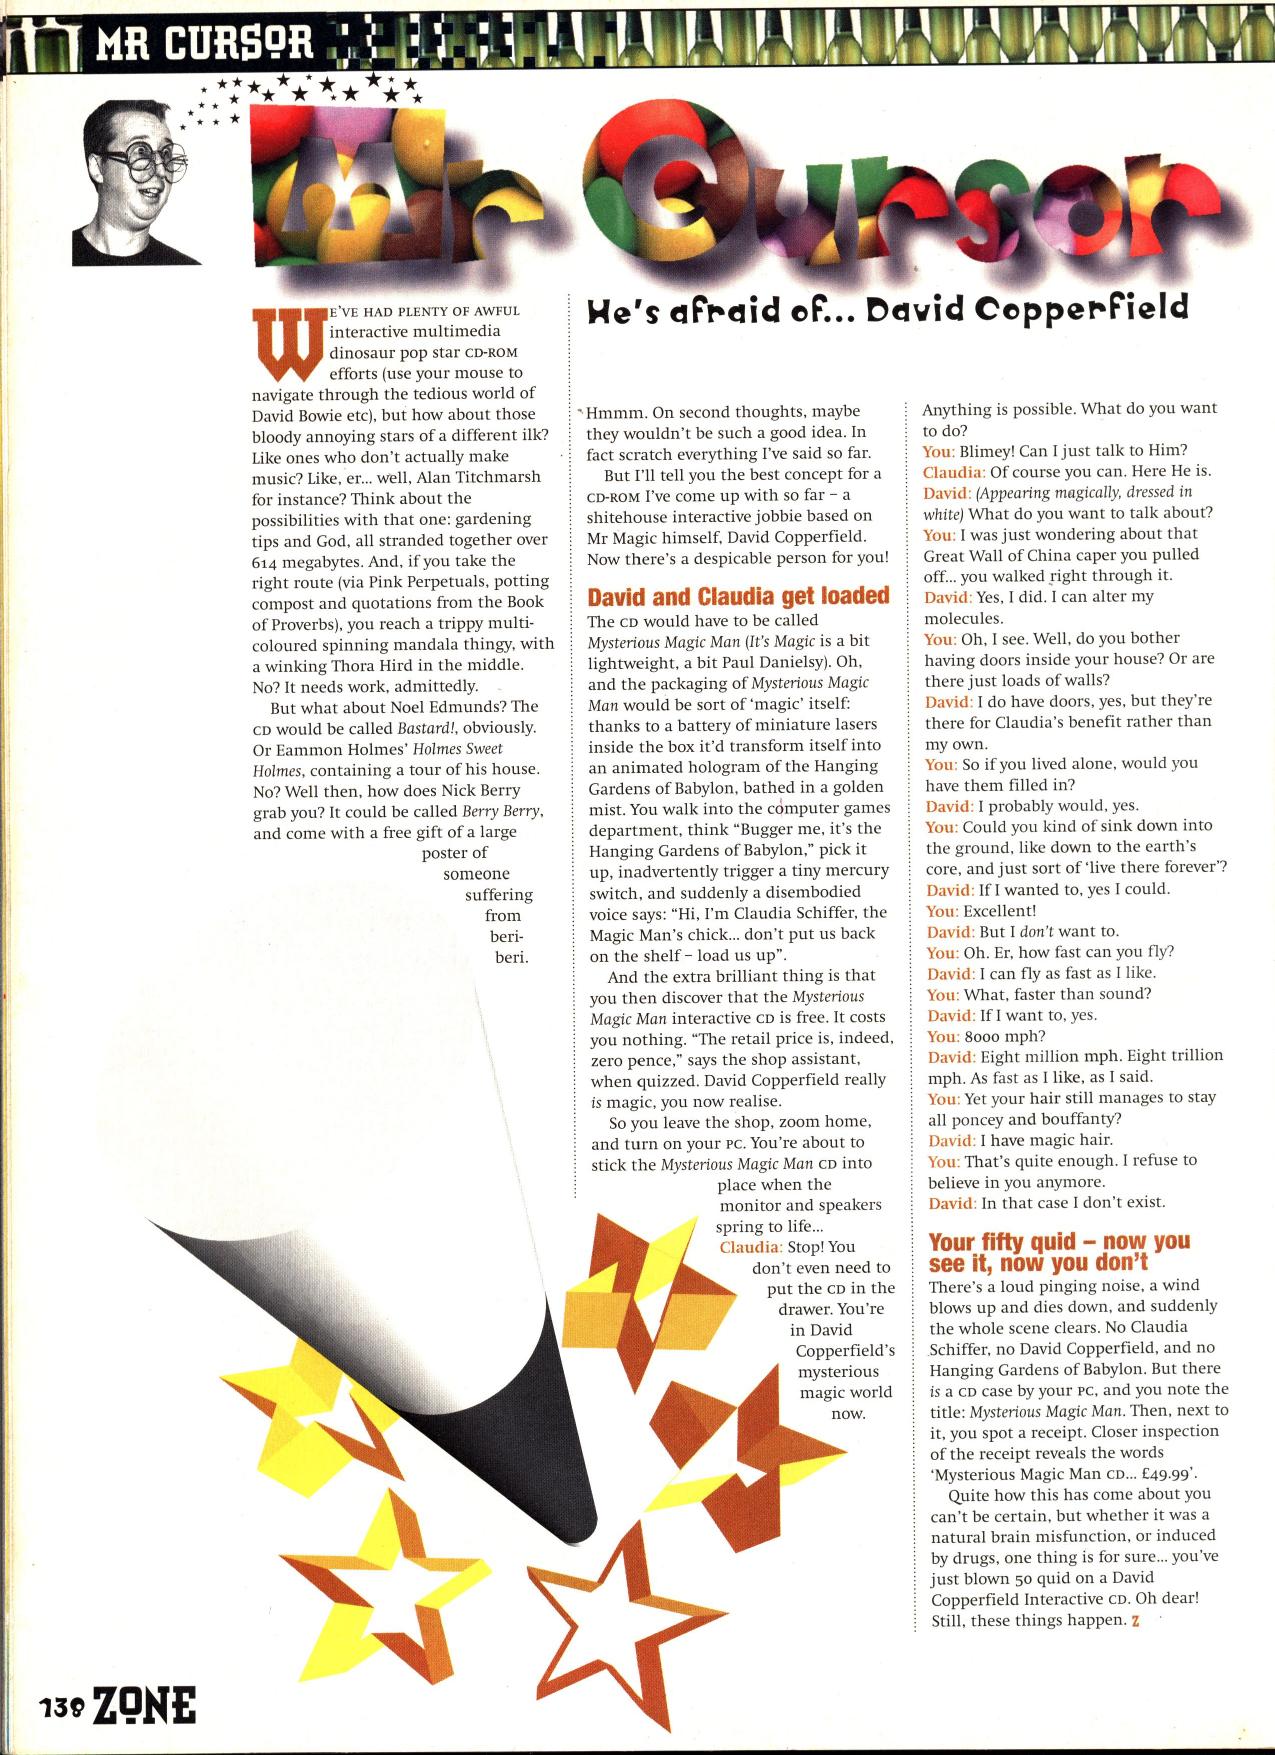 MR CURSOR
Mr Cursor
He's afraid of... David Copperfield
WE'VE HAD PLENTY OF AWFUL
interactive multimedia
dinosaur pop star CD-ROM
efforts (use your mouse to
navigate through the tedious world of
David Bowie etc), but how about those
bloody annoying stars of a different ilk?
Like ones who don't actually make
music? Like, er... well, Alan Titchmarsh
for instance? Think about the
possibilities with that one: gardening
tips and God, all stranded together over
614 megabytes. And, if you take the
right route (via Pink Perpetuals, potting
compost and quotations from the Book
of Proverbs), you reach a trippy multi-
coloured spinning mandala thingy, with
a winking Thora Hird in the middle.
No? It needs work, admittedly.
But what about Noel Edmunds? The
CD would be called Bastard!, obviously.
Or Eammon Holmes' Holmes Sweet
Holmes, containing a tour of his house.
No? Well then, how does Nick Berry
grab you? It could be called Berry Berry,
and come with a free gift of a large
poster of
someone
suffering
from
beri-
beri.
Hmmm. On second thoughts, maybe
they wouldn't be such a good idea. In
fact scratch everything I've said so far.
But I'll tell you the best concept for a
CD-ROM I've come up with so far – a
shitehouse interactive jobbie based on
Mr Magic himself, David Copperfield.
Now there's a despicable person for you!
David and Claudia get loaded
The CD would have to be called
Mysterious Magic Man (It's Magic is a bit
lightweight, a bit Paul Danielsy). Oh,
and the packaging of Mysterious Magic
Man would be sort of 'magic' itself:
thanks to a battery of miniature lasers
inside the box it'd transform itself into
an animated hologram of the Hanging
Gardens of Babylon, bathed in a golden
mist. You walk into the computer games
department, think "Bugger me, it's the
Hanging Gardens of Babylon," pick it
up, inadvertently trigger a tiny mercury
switch, and suddenly a disembodied
voice says: "Hi, I'm Claudia Schiffer, the
Magic Man's chick... don't put us back
on the shelf – load us up".
And the extra brilliant thing is that
you then discover that the Mysterious
Magic Man interactive CD is free. It costs
you nothing. "The retail price is, indeed,
zero pence," says the shop assistant,
when quizzed. David Copperfield really
is magic, you now realise.
So you leave the shop, zoom home,
and turn on your PC. You're about to
stick the Mysterious Magic Man CD into
place when the
monitor and speakers
spring to life...
Claudia: Stop! You
don't even need to
put the CD in the
drawer. You're
in David
Copperfield's
mysterious
magic world
now.
Anything is possible. What do you want
to do?
You: Blimey! Can I just talk to Him?
Claudia: Of course you can. Here He is.
David: (Appearing magically, dressed in
white) What do you want to talk about?
You: I was just wondering about that
Great Wall of China caper you pulled
off... you walked right through it.
David: Yes, I did. I can alter my
molecules.
You: Oh, I see. Well, do you bother
having doors inside your house? Or are
there just loads of walls?
David: I do have doors, yes, but they're
there for Claudia's benefit rather than
my own.
You: So if you lived alone, would you
have them filled in?
David: I probably would, yes.
You: Could you kind of sink down into
the ground, like down to the earth's
core, and just sort of 'live there forever'?
David: If I wanted to, yes I could.
You: Excellent!
David: But I don't want to.
You: Oh. Er, how fast can you fly?
David: I can fly as fast as I like.
You: What, faster than sound?
David: If I want to, yes.
You: 8000 mph?
David: Eight million mph. Eight trillion
mph. As fast as I like, as I said.
You: Yet your hair still manages to stay
all poncey and bouffanty?
David: I have magic hair.
You: That's quite enough. I refuse to
believe in you anymore.
David: In that case I don't exist.
Your fifty quid – now you
see it, now you don't
There's a loud pinging noise, a wind
blows up and dies down, and suddenly
the whole scene clears. No Claudia
Schiffer, no David Copperfield, and no
Hanging Gardens of Babylon. But there
is a CD case by your PC, and you note the
title: Mysterious Magic Man. Then, next to
it, you spot a receipt. Closer inspection
of the receipt reveals the words
'Mysterious Magic Man CD... £49.99'.
Quite how this has come about you
can't be certain, but whether it was a
natural brain misfunction, or induced
by drugs, one thing is for sure... you've
just blown 50 quid on a David
Copperfield Interactive CD. Oh dear!
Still, these things happen. Z
138 ZONE